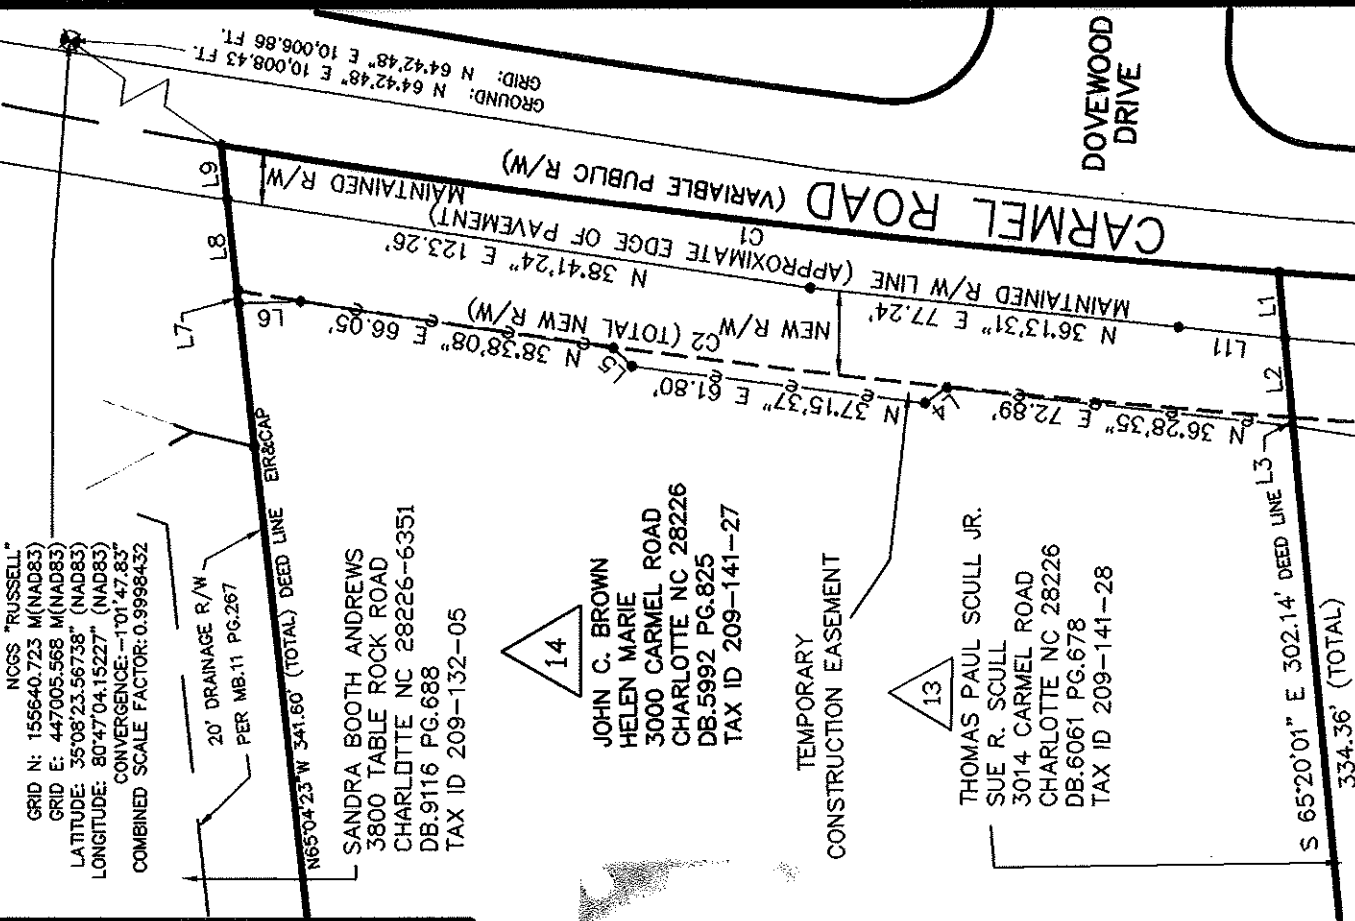 NCGS "RUSSELL"
GRID N: 155640.723 M(NAD83)
GRID E: 447005.568 M(NAD83)
LATITUDE: 35°08'23.56738" (NAD83)
LONGITUDE: 80°47'04.15227" (NAD83)
CONVERGENCE: -1°01'47.83"
COMBINED SCALE FACTOR: 0.9998432
20' DRAINAGE R/W
PER MB.11 PG.267
N65°04'23"W 341.60' (TOTAL) DEED LINE
EIR&CAP
SANDRA BOOTH ANDREWS
3800 TABLE ROCK ROAD
CHARLOTTE NC 28226-6351
DB.9116 PG.688
TAX ID 209-132-05
14
JOHN C. BROWN
HELEN MARIE
3000 CARMEL ROAD
CHARLOTTE NC 28226
DB.5992 PG.825
TAX ID 209-141-27
TEMPORARY
CONSTRUCTION EASEMENT
13
THOMAS PAUL SCULL JR.
SUE R. SCULL
3014 CARMEL ROAD
CHARLOTTE NC 28226
DB.6061 PG.678
TAX ID 209-141-28
S 65°20'01" E 302.14' DEED LINE
334.36' (TOTAL)
GROUND: N 64°42'48" E 10,008.43 FT.
GRID: N 64°42'48" E 10,006.86 FT.
DOVEWOOD
DRIVE
CARMEL ROAD (VARIABLE PUBLIC R/W)
C1
MAINTAINED R/W
MAINTAINED R/W LINE (APPROXIMATE EDGE OF PAVEMENT)
N 38°41'24" E 123.26'
N 36°13'31" E 77.24'
NEW R/W
C2 (TOTAL NEW R/W)
N 38°38'08" E 66.05'
N 37°15'37" E 61.80'
N 36°28'35" E 72.89'
L9
L8
L7
L6
L5
L4
L3
L2
L1
L11